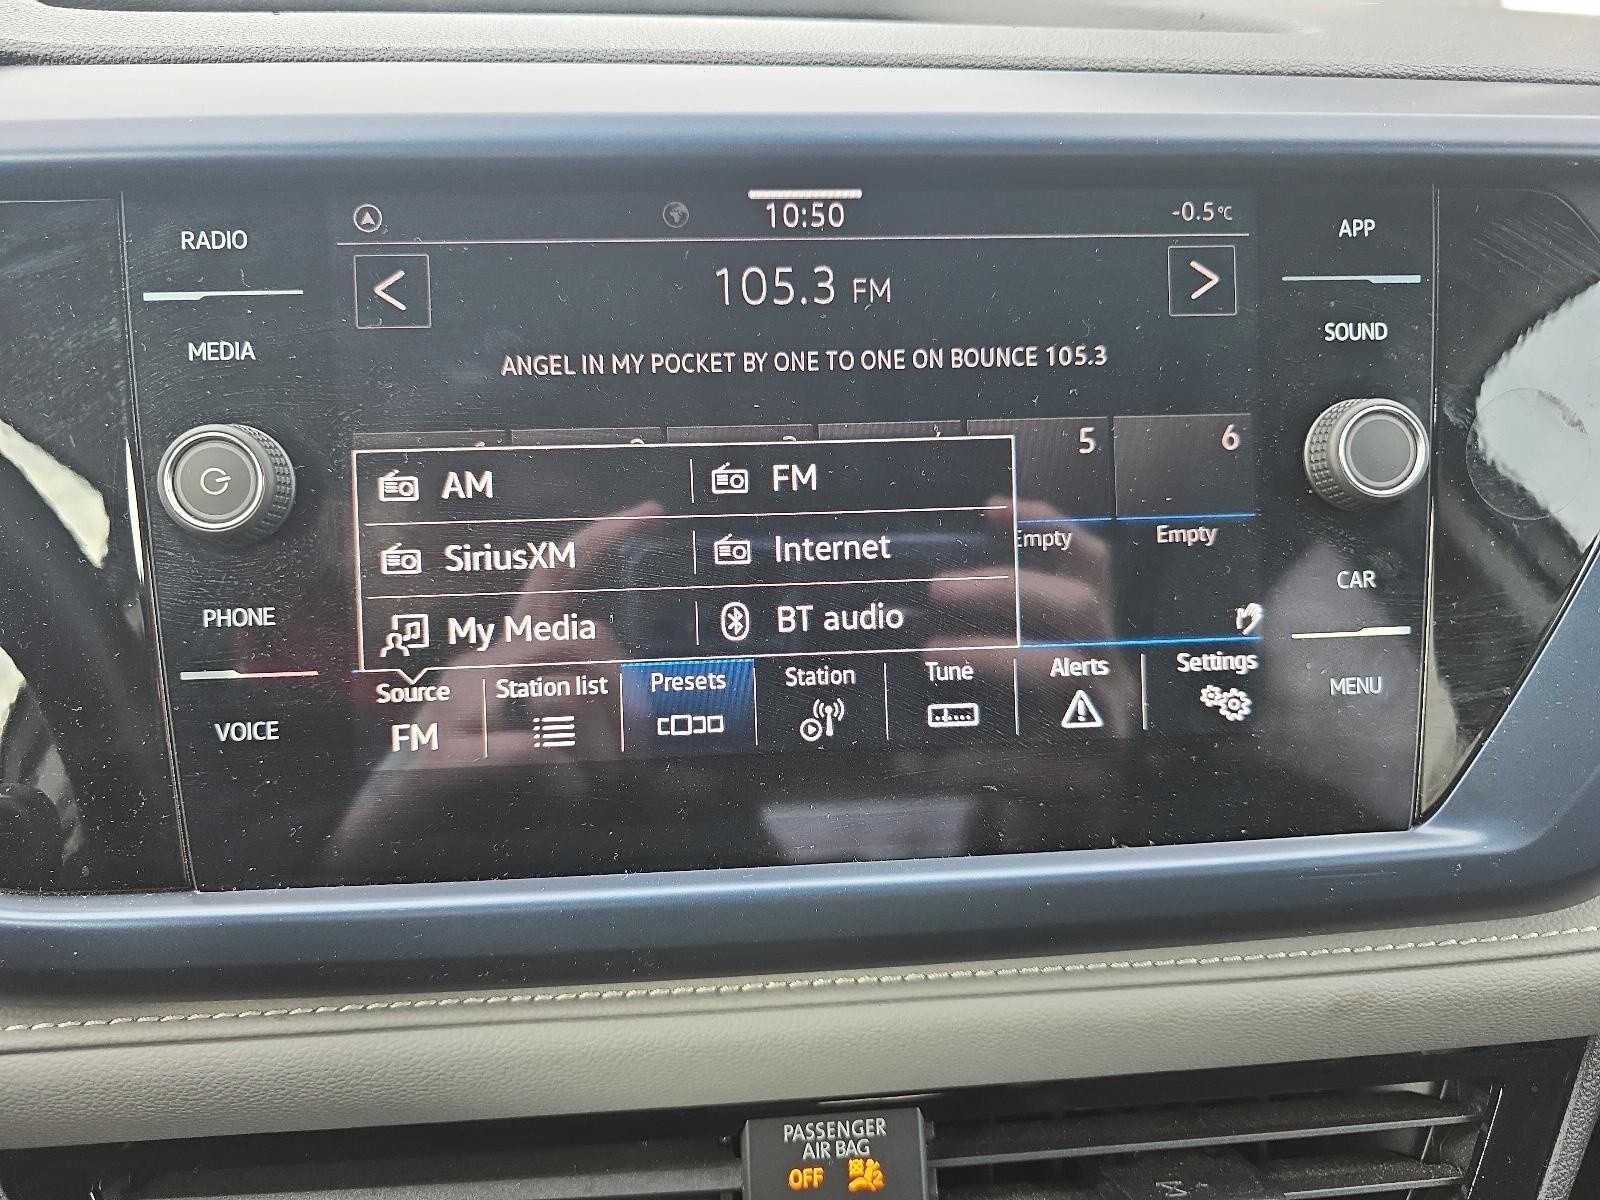 10:50
-0.5°C
RADIO
MEDIA
PHONE
VOICE
APP
SOUND
CAR
MENU
<
105.3 FM
>
ANGEL IN MY POCKET BY ONE TO ONE ON BOUNCE 105.3
5
6
AM
FM
SiriusXM
Internet
My Media
BT audio
Empty
Source
FM
Station list
Presets
Station
Tune
Alerts
Settings
PASSENGER
AIR BAG
OFF